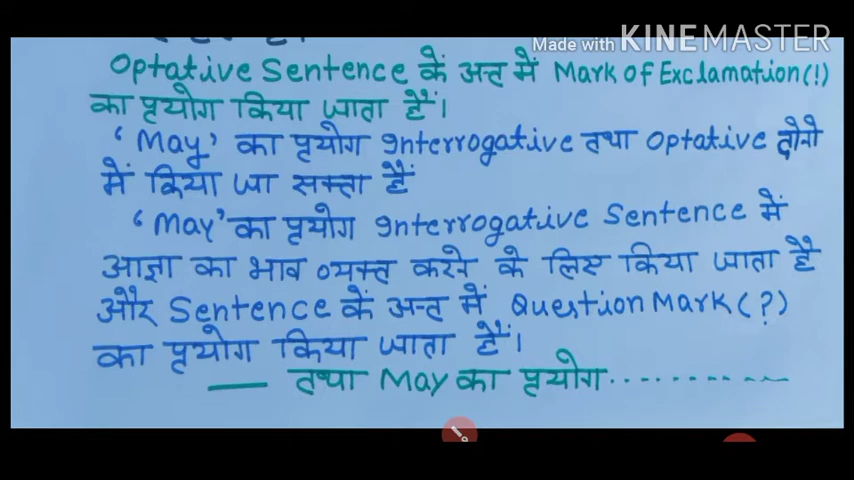 Made with KINEMASTER
Optative Sentence के अन्त में Mark of Exclamation(!)
का प्रयोग किया जाता हैं।
'May' का प्रयोग Interrogative तथा Optative दोनो
में किया जा सक्ता हैं
'May' का प्रयोग Interrogative Sentence में
आज्ञा का भाव व्यक्त करने के लिए किया जाता है
और Sentence के अन्त में Question Mark (?)
का प्रयोग किया जाता हैं।
— तथा May का प्रयोग ..........